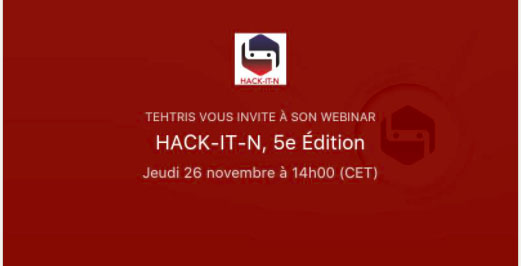 HACK-IT-N
TEHTRIS VOUS INVITE À SON WEBINAR
HACK-IT-N, 5e Édition
Jeudi 26 novembre à 14h00 (CET)